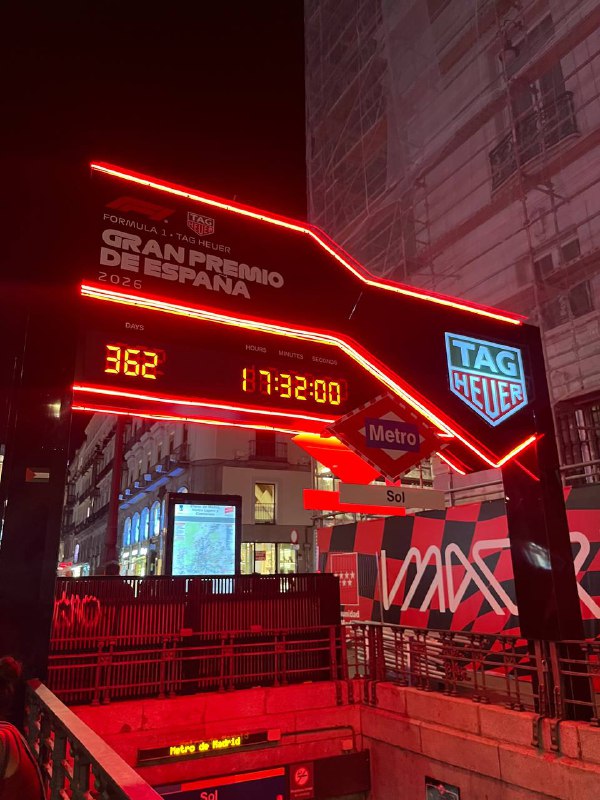 FORMULA 1 • TAG HEUER
TAG
HEUER
GRAN PREMIO
DE ESPAÑA
2026
DAYS
HOURS MINUTES SECONDS
362
17:32:00
TAG
HEUER
Metro
Sol
Metro de Madrid
Sol